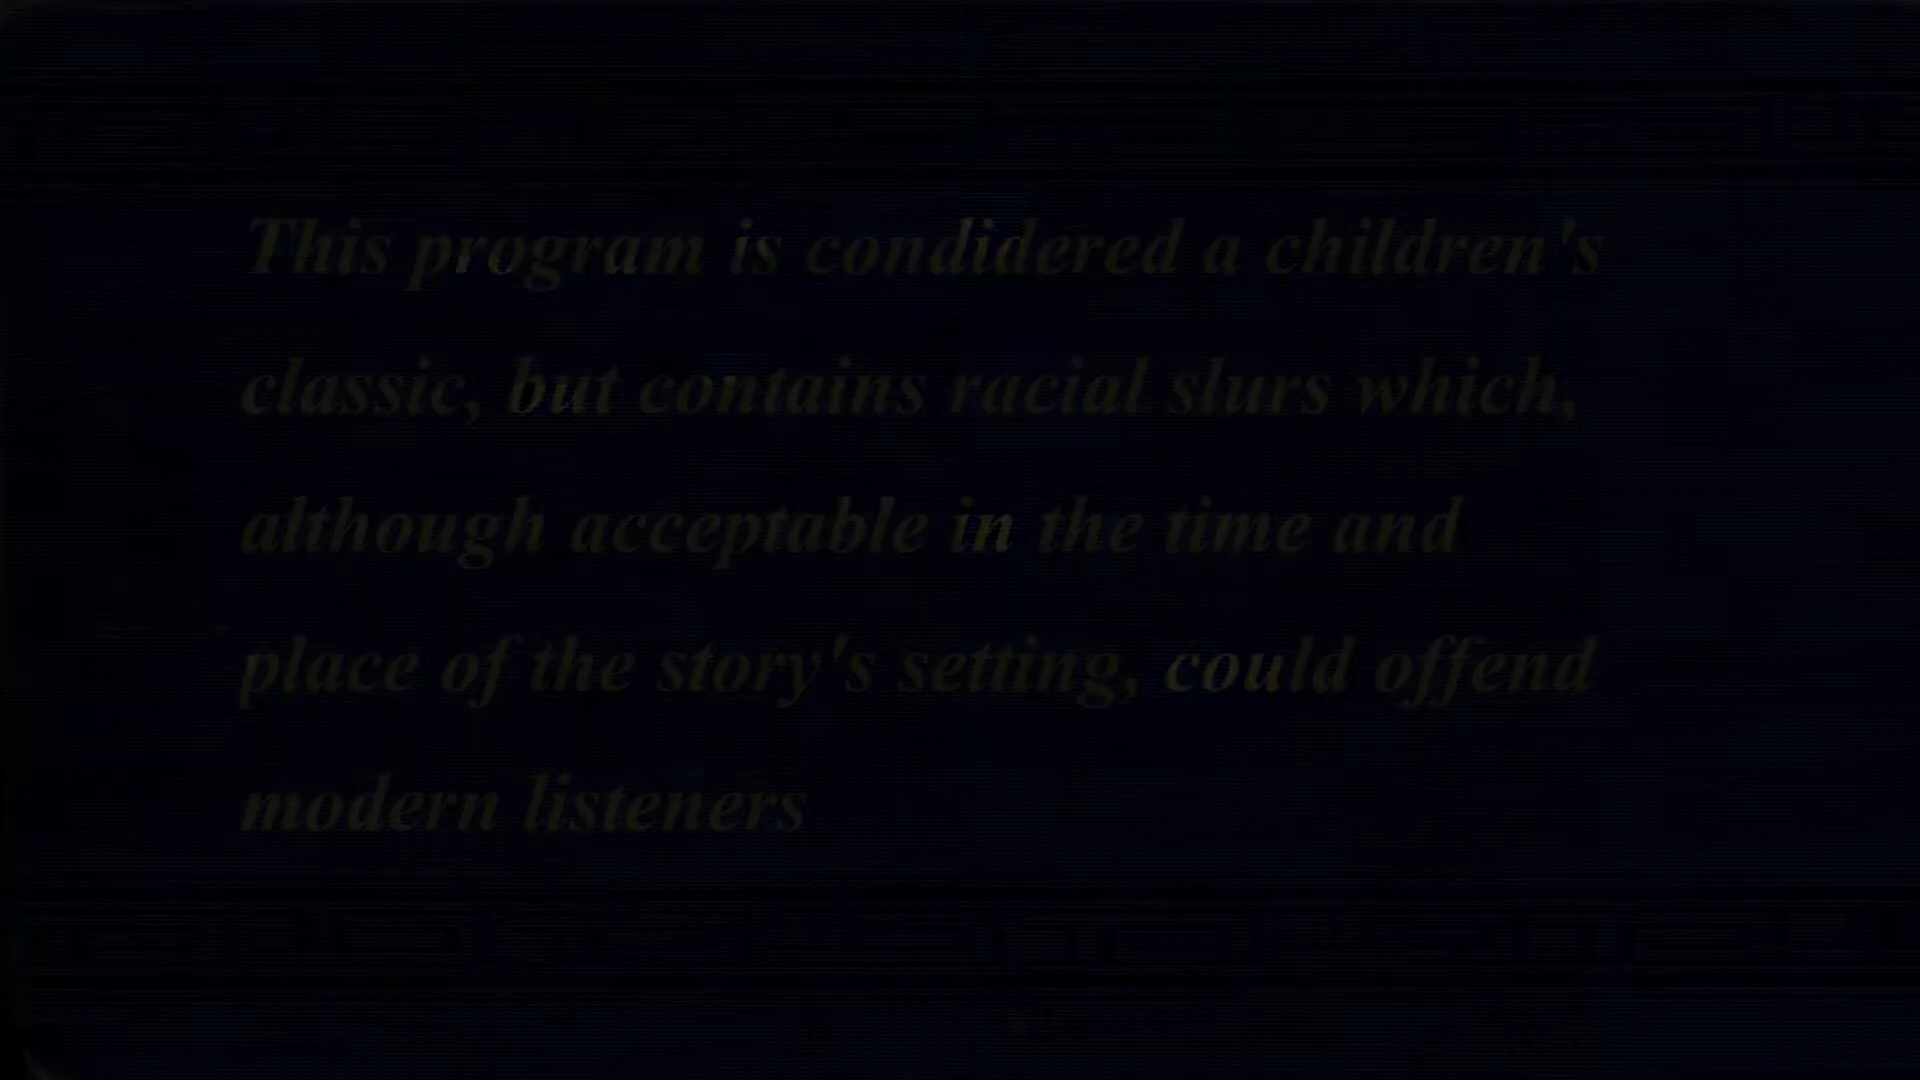 This program is condidered a children's
classic, but contains racial slurs which,
although acceptable in the time and
place of the story's setting, could offend
modern listeners